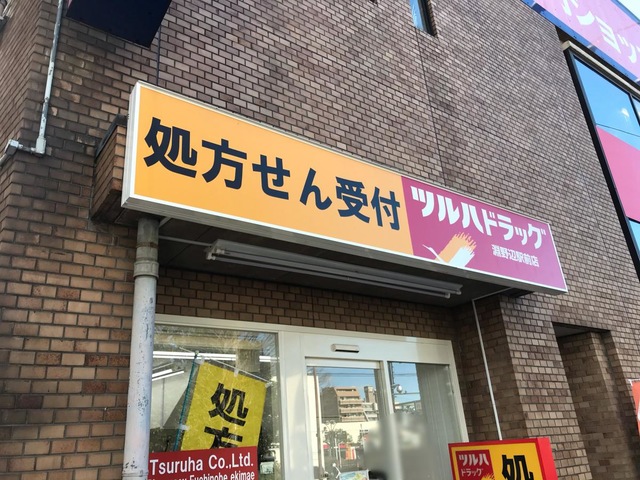 処方せん受付
ツルハドラッグ
淵野辺駅前店
処
方
Tsuruha Co.,Ltd.
Fuchinobe ekimae
ツルハ
ドラッグ
処